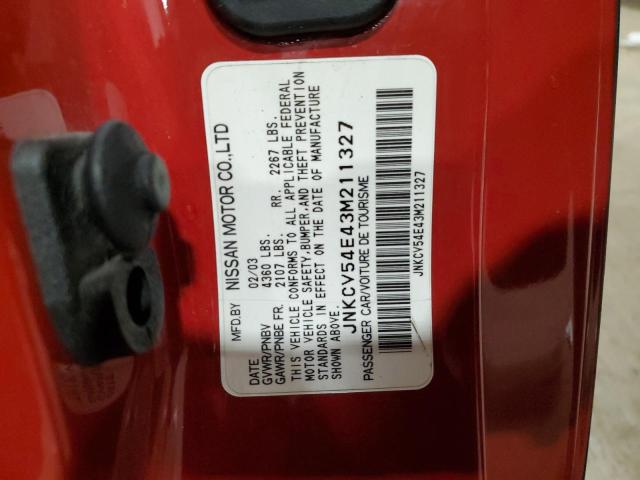 MFD.BY NISSAN MOTOR CO.,LTD
DATE 02/03
GVWR/PNBV 4360 LBS.
GAWR/PNBE FR. 2107 LBS. RR. 2267 LBS.
THIS VEHICLE CONFORMS TO ALL APPLICABLE FEDERAL
MOTOR VEHICLE SAFETY,BUMPER,AND THEFT PREVENTION
STANDARDS IN EFFECT ON THE DATE OF MANUFACTURE
SHOWN ABOVE.
JNKCV54E43M211327
PASSENGER CAR/VOITURE DE TOURISME
JNKCV54E43M211327